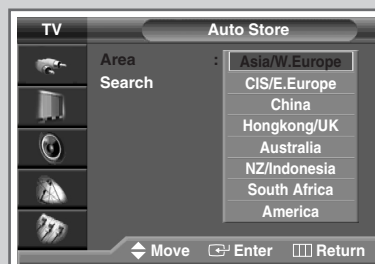 TV Auto Store
Area : Asia/W.Europe
Search CIS/E.Europe
China
Hongkong/UK
Australia
NZ/Indonesia
South Africa
America
Move Enter Return